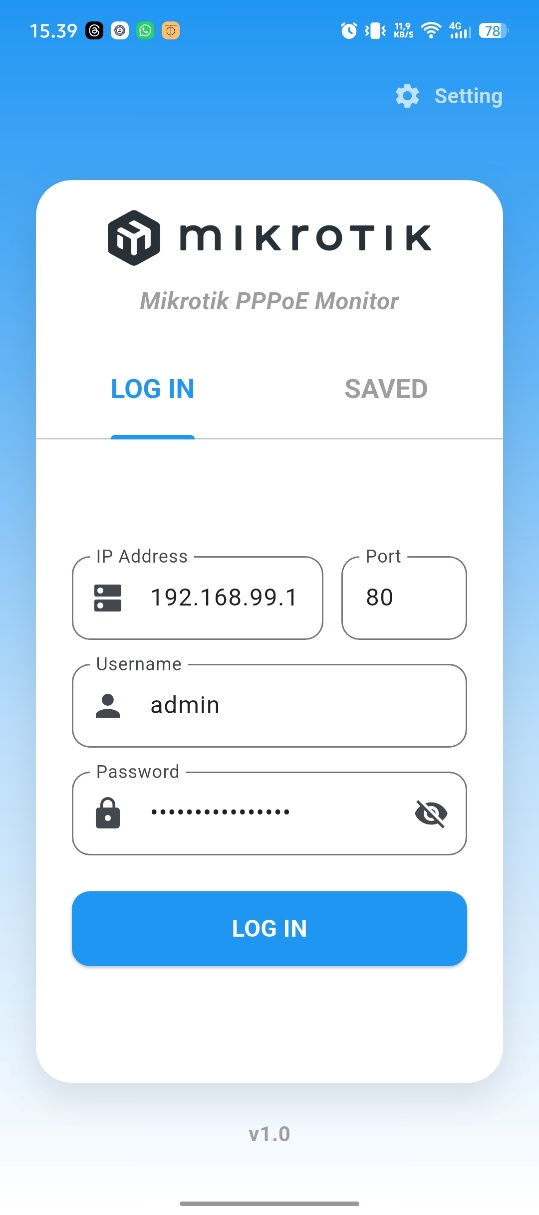 15.39
11,9
KB/S
4G
78
Setting
mikrotik
Mikrotik PPPoE Monitor
LOG IN
SAVED
IP Address
Port
192.168.99.1
80
Username
admin
Password
•••••••••••••••
LOG IN
v1.0